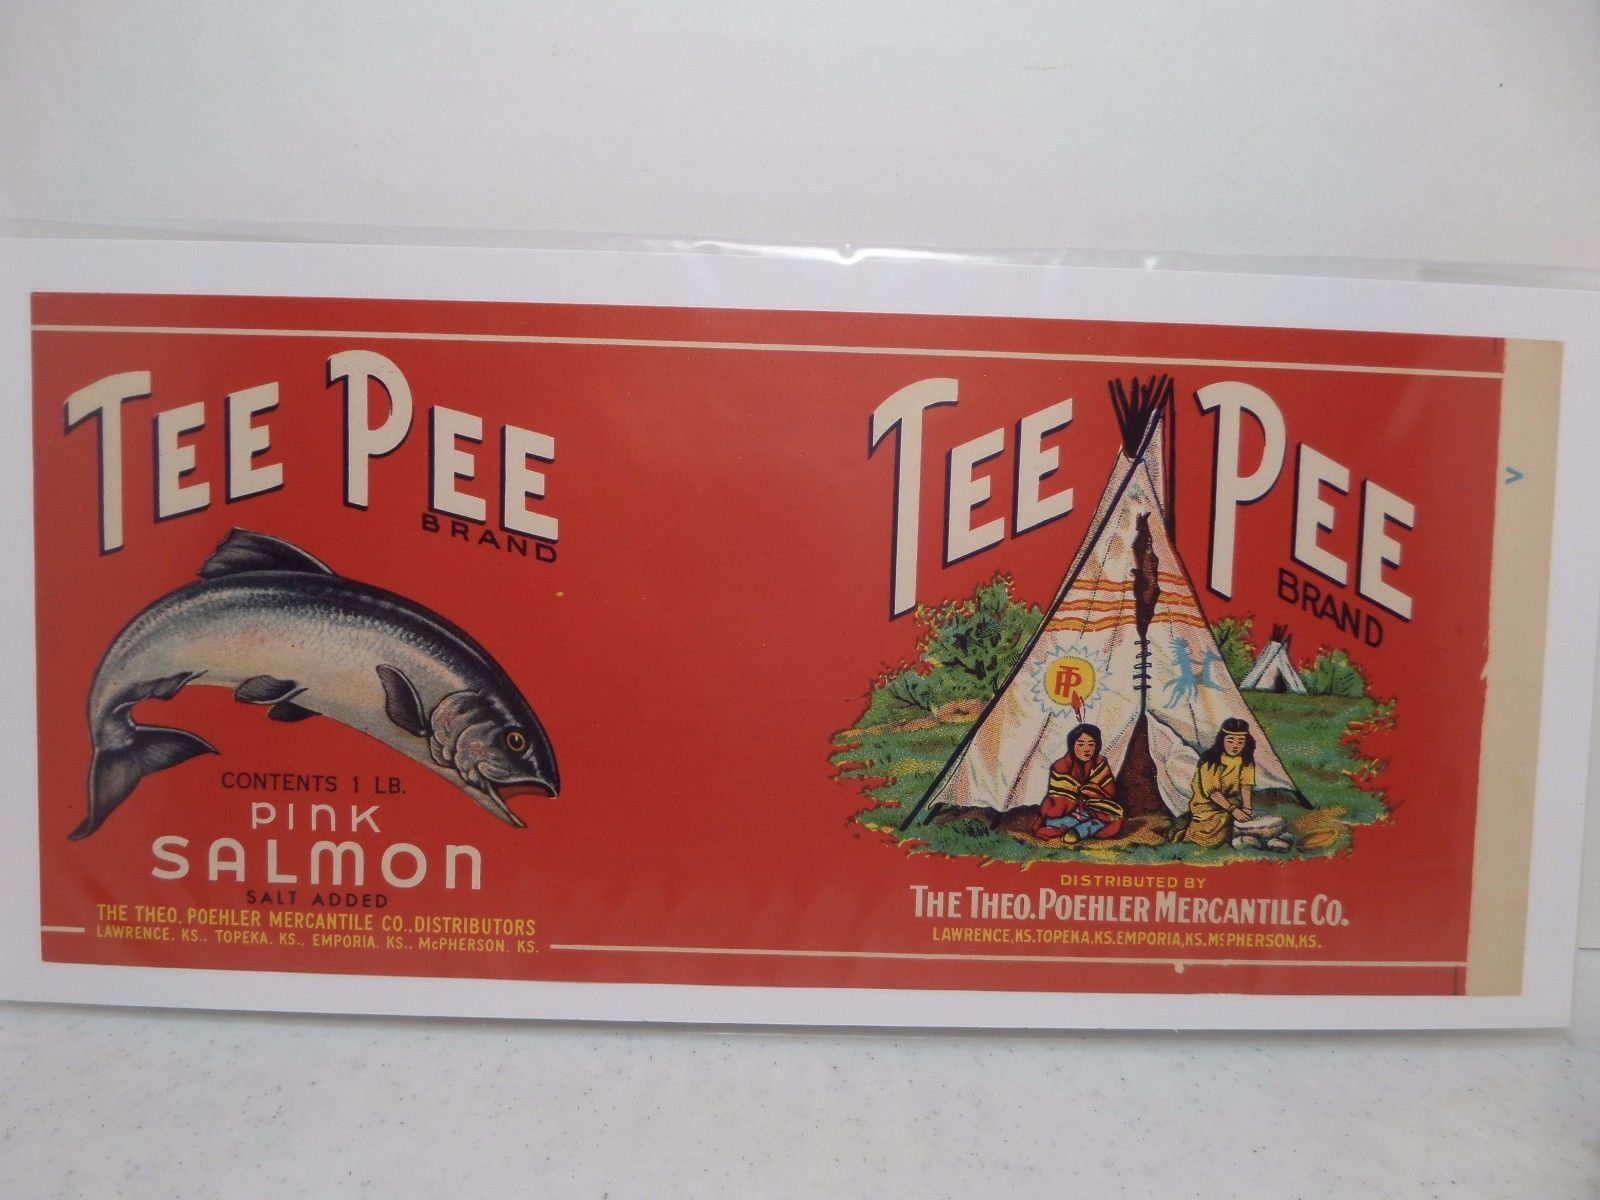 TEE PEE
BRAND
CONTENTS 1 LB.
PINK
SALMON
SALT ADDED
THE THEO. POEHLER MERCANTILE CO., DISTRIBUTORS
LAWRENCE, KS., TOPEKA, KS., EMPORIA, KS., McPHERSON, KS.
TEE PEE
BRAND
TP
DISTRIBUTED BY
THE THEO. POEHLER MERCANTILE CO.
LAWRENCE, KS. TOPEKA, KS. EMPORIA, KS. McPHERSON, KS.